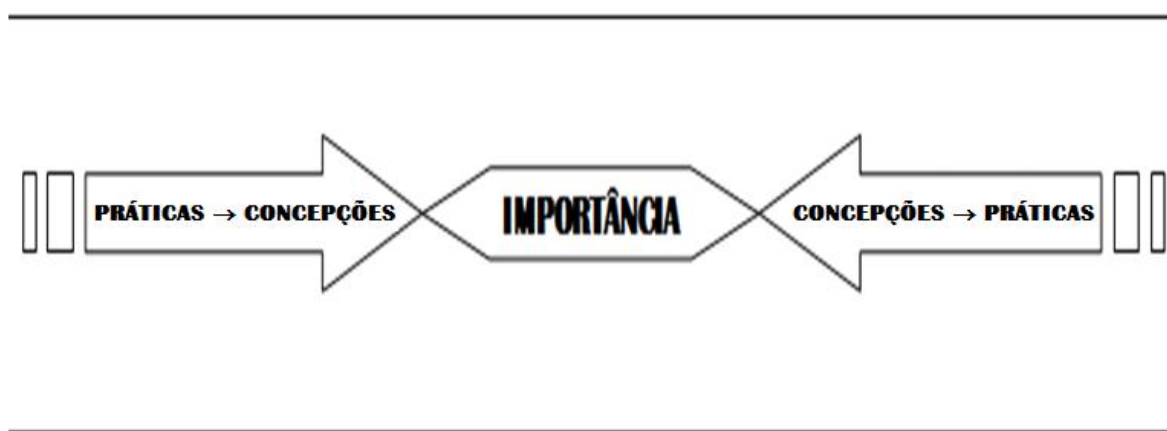 PRÁTICAS → CONCEPÇÕES
IMPORTÂNCIA
CONCEPÇÕES → PRÁTICAS